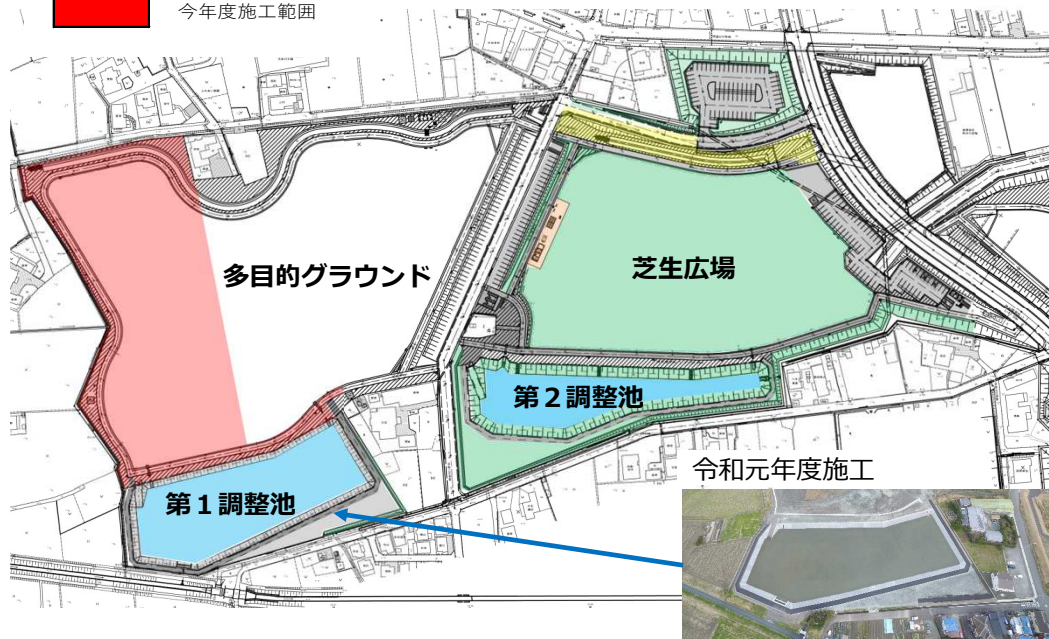 今年度施工範囲
多目的グラウンド
芝生広場
第２調整池
令和元年度施工
第１調整池